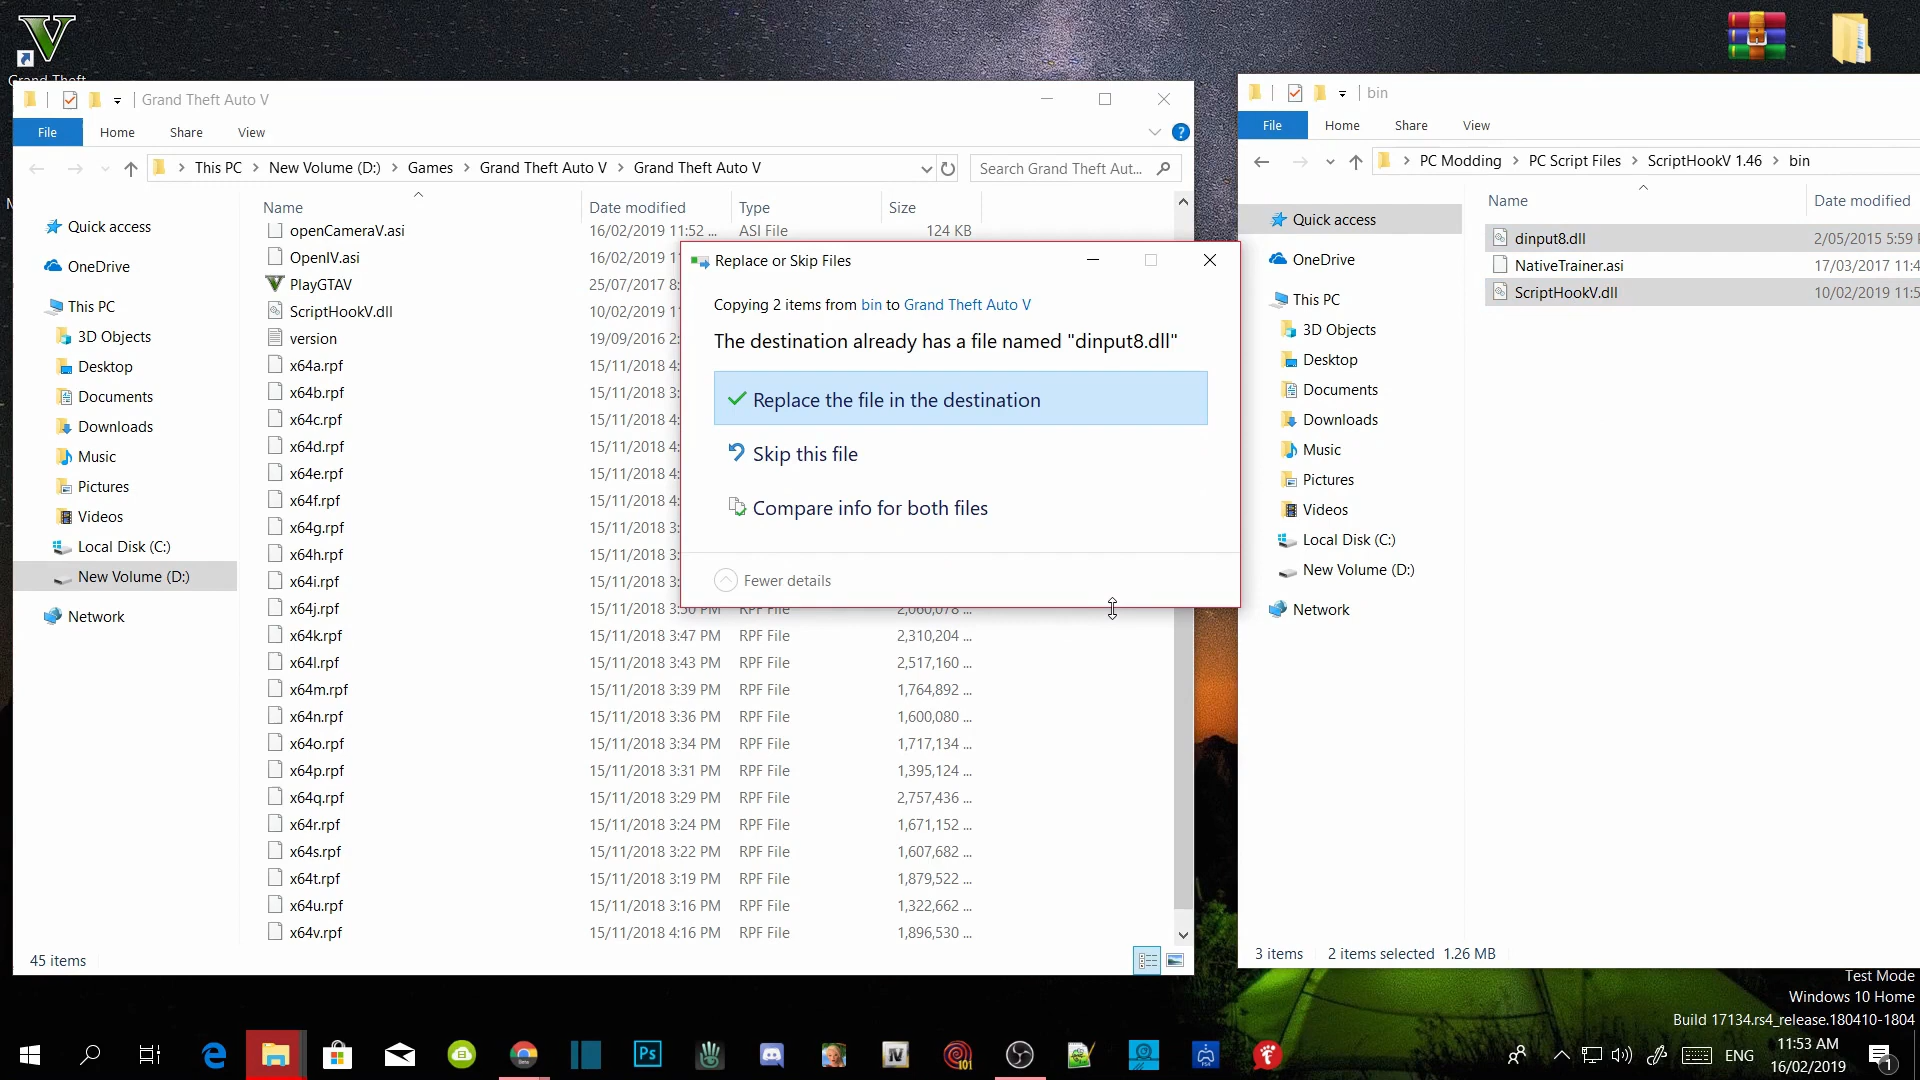 Grand Theft
Grand Theft Auto V
File
Home
Share
View
This PC
New Volume (D:)
Games
Grand Theft Auto V
Grand Theft Auto V
Search Grand Theft Aut...
Name
Date modified
Type
Size
Quick access
OneDrive
This PC
3D Objects
Desktop
Documents
Downloads
Music
Pictures
Videos
Local Disk (C:)
New Volume (D:)
Network
openCameraV.asi 16/02/2019 11:52 ... ASI File 124 KB
OpenIV.asi 16/02/2019
PlayGTAV 25/07/2017
ScriptHookV.dll 10/02/2019
version 19/09/2016
x64a.rpf 15/11/2018
x64b.rpf 15/11/2018
x64c.rpf 15/11/2018
x64d.rpf 15/11/2018
x64e.rpf 15/11/2018
x64f.rpf 15/11/2018
x64g.rpf 15/11/2018
x64h.rpf 15/11/2018
x64i.rpf 15/11/2018
x64j.rpf 15/11/2018 3:50 PM RPF File 2,060,078 ...
x64k.rpf 15/11/2018 3:47 PM RPF File 2,310,204 ...
x64l.rpf 15/11/2018 3:43 PM RPF File 2,517,160 ...
x64m.rpf 15/11/2018 3:39 PM RPF File 1,764,892 ...
x64n.rpf 15/11/2018 3:36 PM RPF File 1,600,080 ...
x64o.rpf 15/11/2018 3:34 PM RPF File 1,717,134 ...
x64p.rpf 15/11/2018 3:31 PM RPF File 1,395,124 ...
x64q.rpf 15/11/2018 3:29 PM RPF File 2,757,436 ...
x64r.rpf 15/11/2018 3:24 PM RPF File 1,671,152 ...
x64s.rpf 15/11/2018 3:22 PM RPF File 1,607,682 ...
x64t.rpf 15/11/2018 3:19 PM RPF File 1,879,522 ...
x64u.rpf 15/11/2018 3:16 PM RPF File 1,322,662 ...
x64v.rpf 15/11/2018 4:16 PM RPF File 1,896,530 ...
45 items
Replace or Skip Files
Copying 2 items from bin to Grand Theft Auto V
The destination already has a file named "dinput8.dll"
Replace the file in the destination
Skip this file
Compare info for both files
Fewer details
bin
File
Home
Share
View
PC Modding
PC Script Files
ScriptHookV 1.46
bin
Name
Date modified
Quick access
OneDrive
This PC
3D Objects
Desktop
Documents
Downloads
Music
Pictures
Videos
Local Disk (C:)
New Volume (D:)
Network
dinput8.dll 2/05/2015 5:59
NativeTrainer.asi 17/03/2017 11:4
ScriptHookV.dll 10/02/2019 11:5
3 items 2 items selected 1.26 MB
Test Mode
Windows 10 Home
Build 17134.rs4_release.180410-1804
Ps
IV
101
ENG
11:53 AM
16/02/2019
1